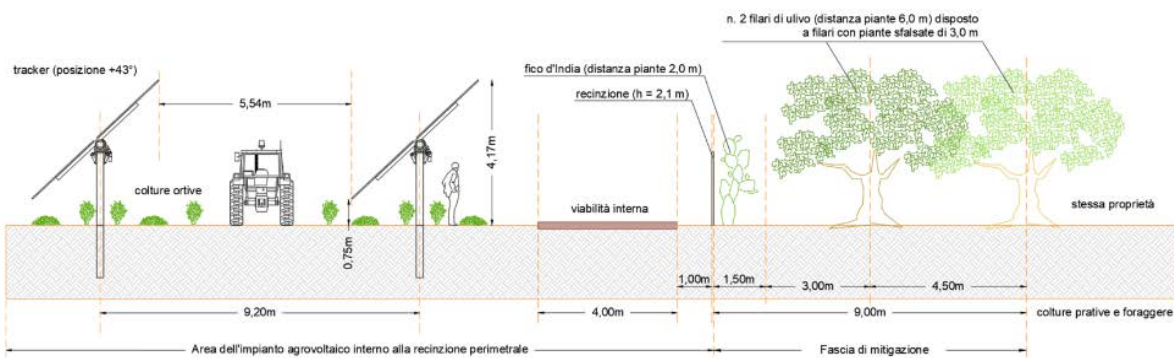 n. 2 filari di ulivo (distanza piante 6,0 m) disposto
a filari con piante sfalsate di 3,0 m
tracker (posizione +43°)
fico d'India (distanza piante 2,0 m)
recinzione (h = 2,1 m)
5,54m
4,17m
colture ortive
viabilità interna
stessa proprietà
0,75m
1,00m
1,50m
3,00m
4,50m
9,20m
4,00m
9,00m
colture prative e foraggere
Area dell'impianto agrovoltaico interno alla recinzione perimetrale
Fascia di mitigazione